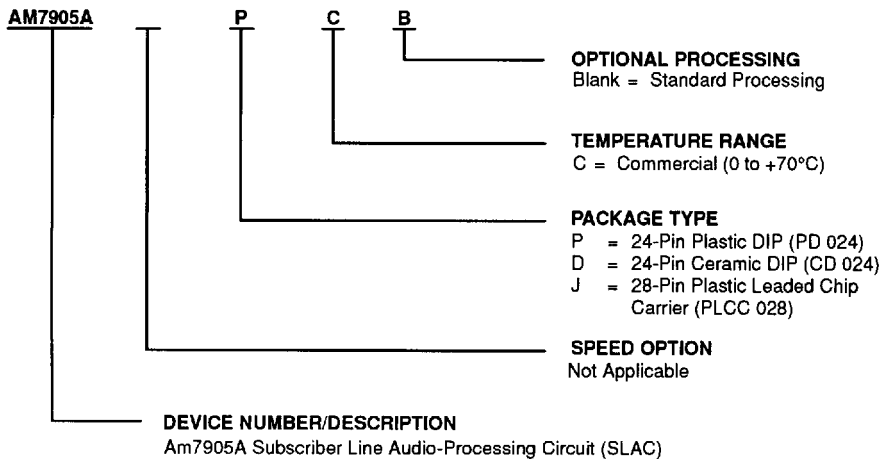 AM7905A P C B
OPTIONAL PROCESSING
Blank = Standard Processing
TEMPERATURE RANGE
C = Commercial (0 to +70°C)
PACKAGE TYPE
P = 24-Pin Plastic DIP (PD 024)
D = 24-Pin Ceramic DIP (CD 024)
J = 28-Pin Plastic Leaded Chip
Carrier (PLCC 028)
SPEED OPTION
Not Applicable
DEVICE NUMBER/DESCRIPTION
Am7905A Subscriber Line Audio-Processing Circuit (SLAC)